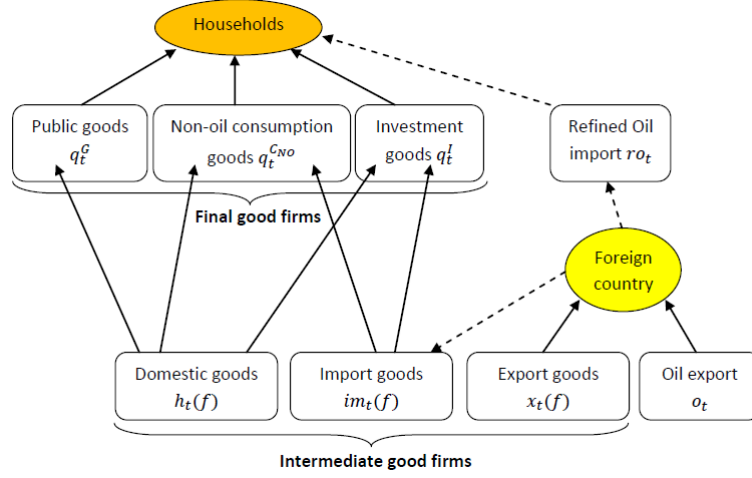 Households
Public goods
q_t^G
Non-oil consumption
goods q_t^{C_{NO}}
Investment
goods q_t^I
Refined Oil
import ro_t
Final good firms
Foreign
country
Domestic goods
h_t(f)
Import goods
im_t(f)
Export goods
x_t(f)
Oil export
o_t
Intermediate good firms